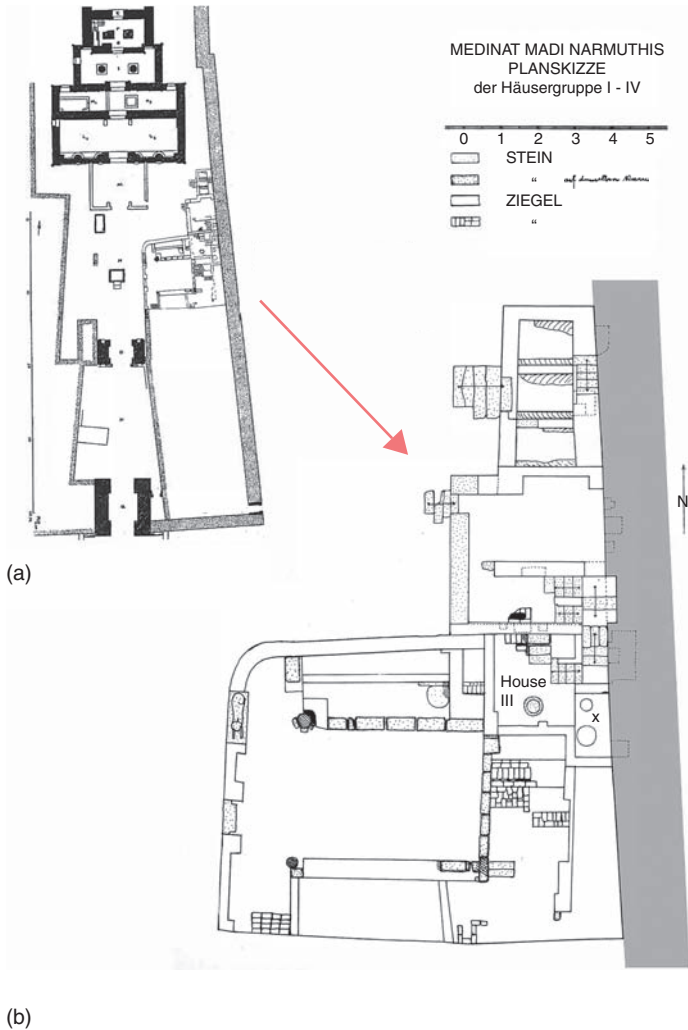 MEDINAT MADI NARMUTHIS
PLANSKIZZE
der Häusergruppe I - IV
0 1 2 3 4 5
STEIN
“
ZIEGEL
“
(a)
N
House
III
x
(b)